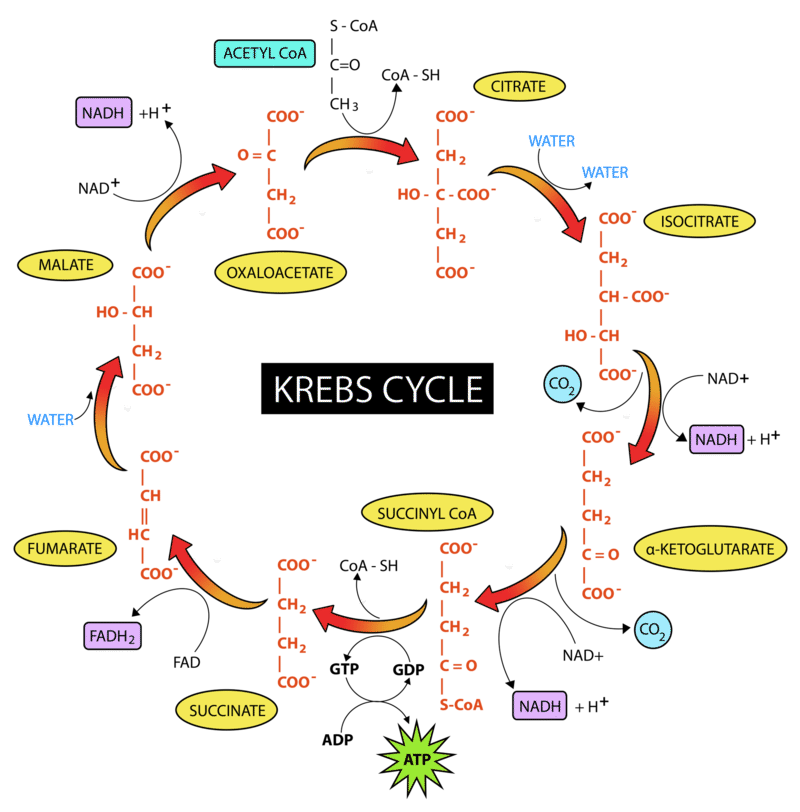 S - CoA
ACETYL CoA
C=O
CH3
CoA - SH
CITRATE
NADH +H+
NAD+
COO-
O = C
CH2
COO-
OXALOACETATE
COO-
CH2
HO - C - COO-
CH2
COO-
WATER
WATER
ISOCITRATE
COO-
CH2
CH - COO-
HO - CH
COO-
MALATE
COO-
HO - CH
CH2
COO-
KREBS CYCLE
CO2
NAD+
NADH + H+
WATER
COO-
CH2
CH2
C = O
COO-
α-KETOGLUTARATE
FUMARATE
COO-
CH
HC
COO-
SUCCINYL CoA
COO-
CH2
CH2
C = O
S-CoA
CoA - SH
COO-
CH2
CH2
COO-
SUCCINATE
FADH2
FAD
GTP
GDP
ADP
ATP
CO2
NAD+
NADH + H+